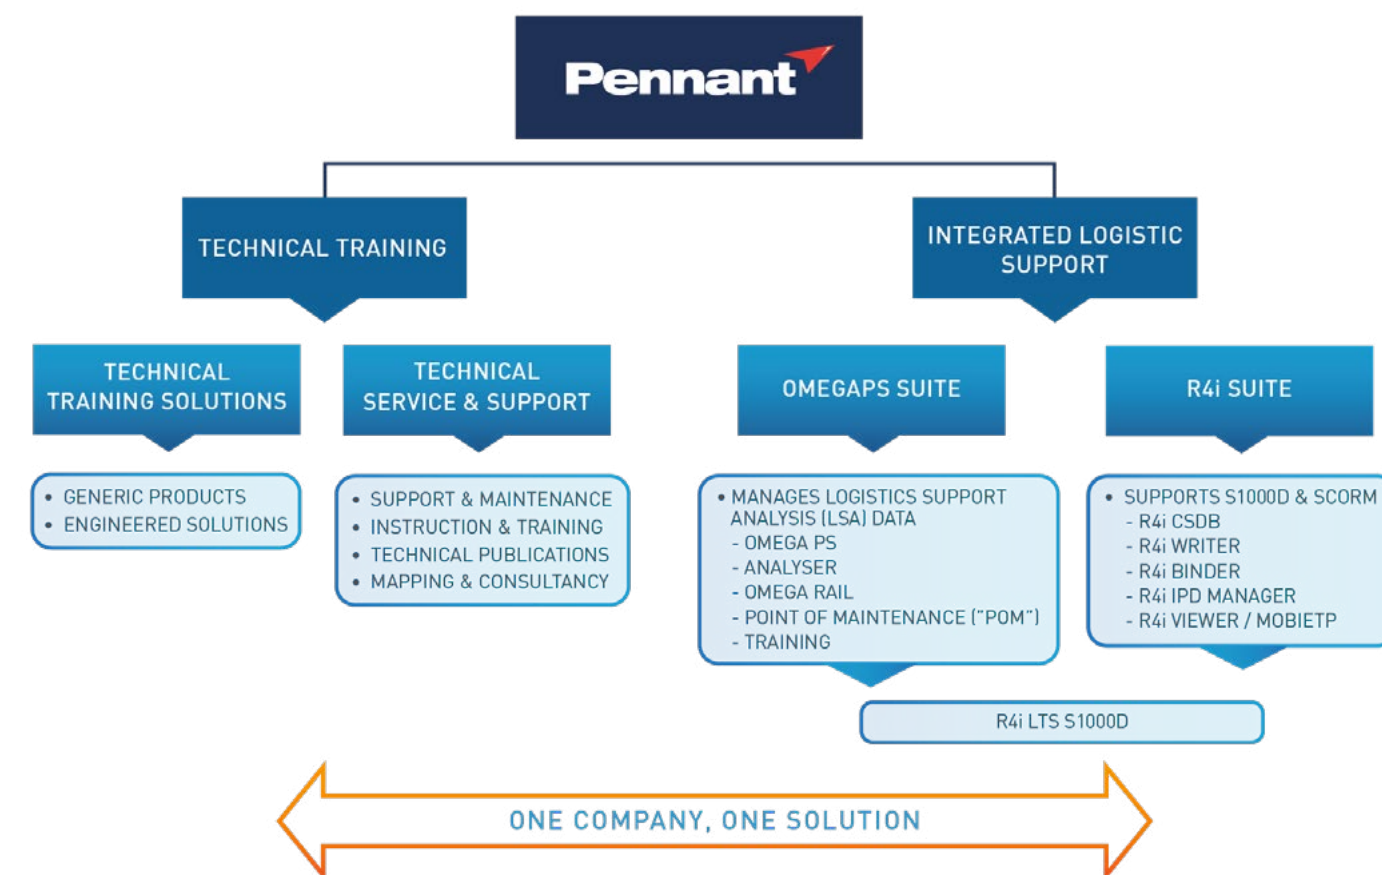 Pennant
TECHNICAL TRAINING
INTEGRATED LOGISTIC
SUPPORT
TECHNICAL
TRAINING SOLUTIONS
TECHNICAL
SERVICE & SUPPORT
OMEGAPS SUITE
R4i SUITE
• GENERIC PRODUCTS
• ENGINEERED SOLUTIONS
• SUPPORT & MAINTENANCE
• INSTRUCTION & TRAINING
• TECHNICAL PUBLICATIONS
• MAPPING & CONSULTANCY
• MANAGES LOGISTICS SUPPORT
ANALYSIS (LSA) DATA
- OMEGA PS
- ANALYSER
- OMEGA RAIL
- POINT OF MAINTENANCE ("POM")
- TRAINING
• SUPPORTS S1000D & SCORM
- R4i CSDB
- R4i WRITER
- R4i BINDER
- R4i IPD MANAGER
- R4i VIEWER / MOBIETP
R4i LTS S1000D
ONE COMPANY, ONE SOLUTION